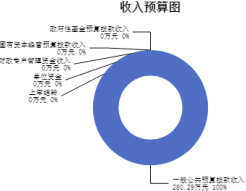 收入预算图
政府性基金预算拨款收入
0万元 0%
国有资本经营预算拨款收入
0万元 0%
财政专户管理资金收入
0万元 0%
单位资金
0万元 0%
上年结转
0万元 0%
一般公共预算拨款收入
280.29万元 100%